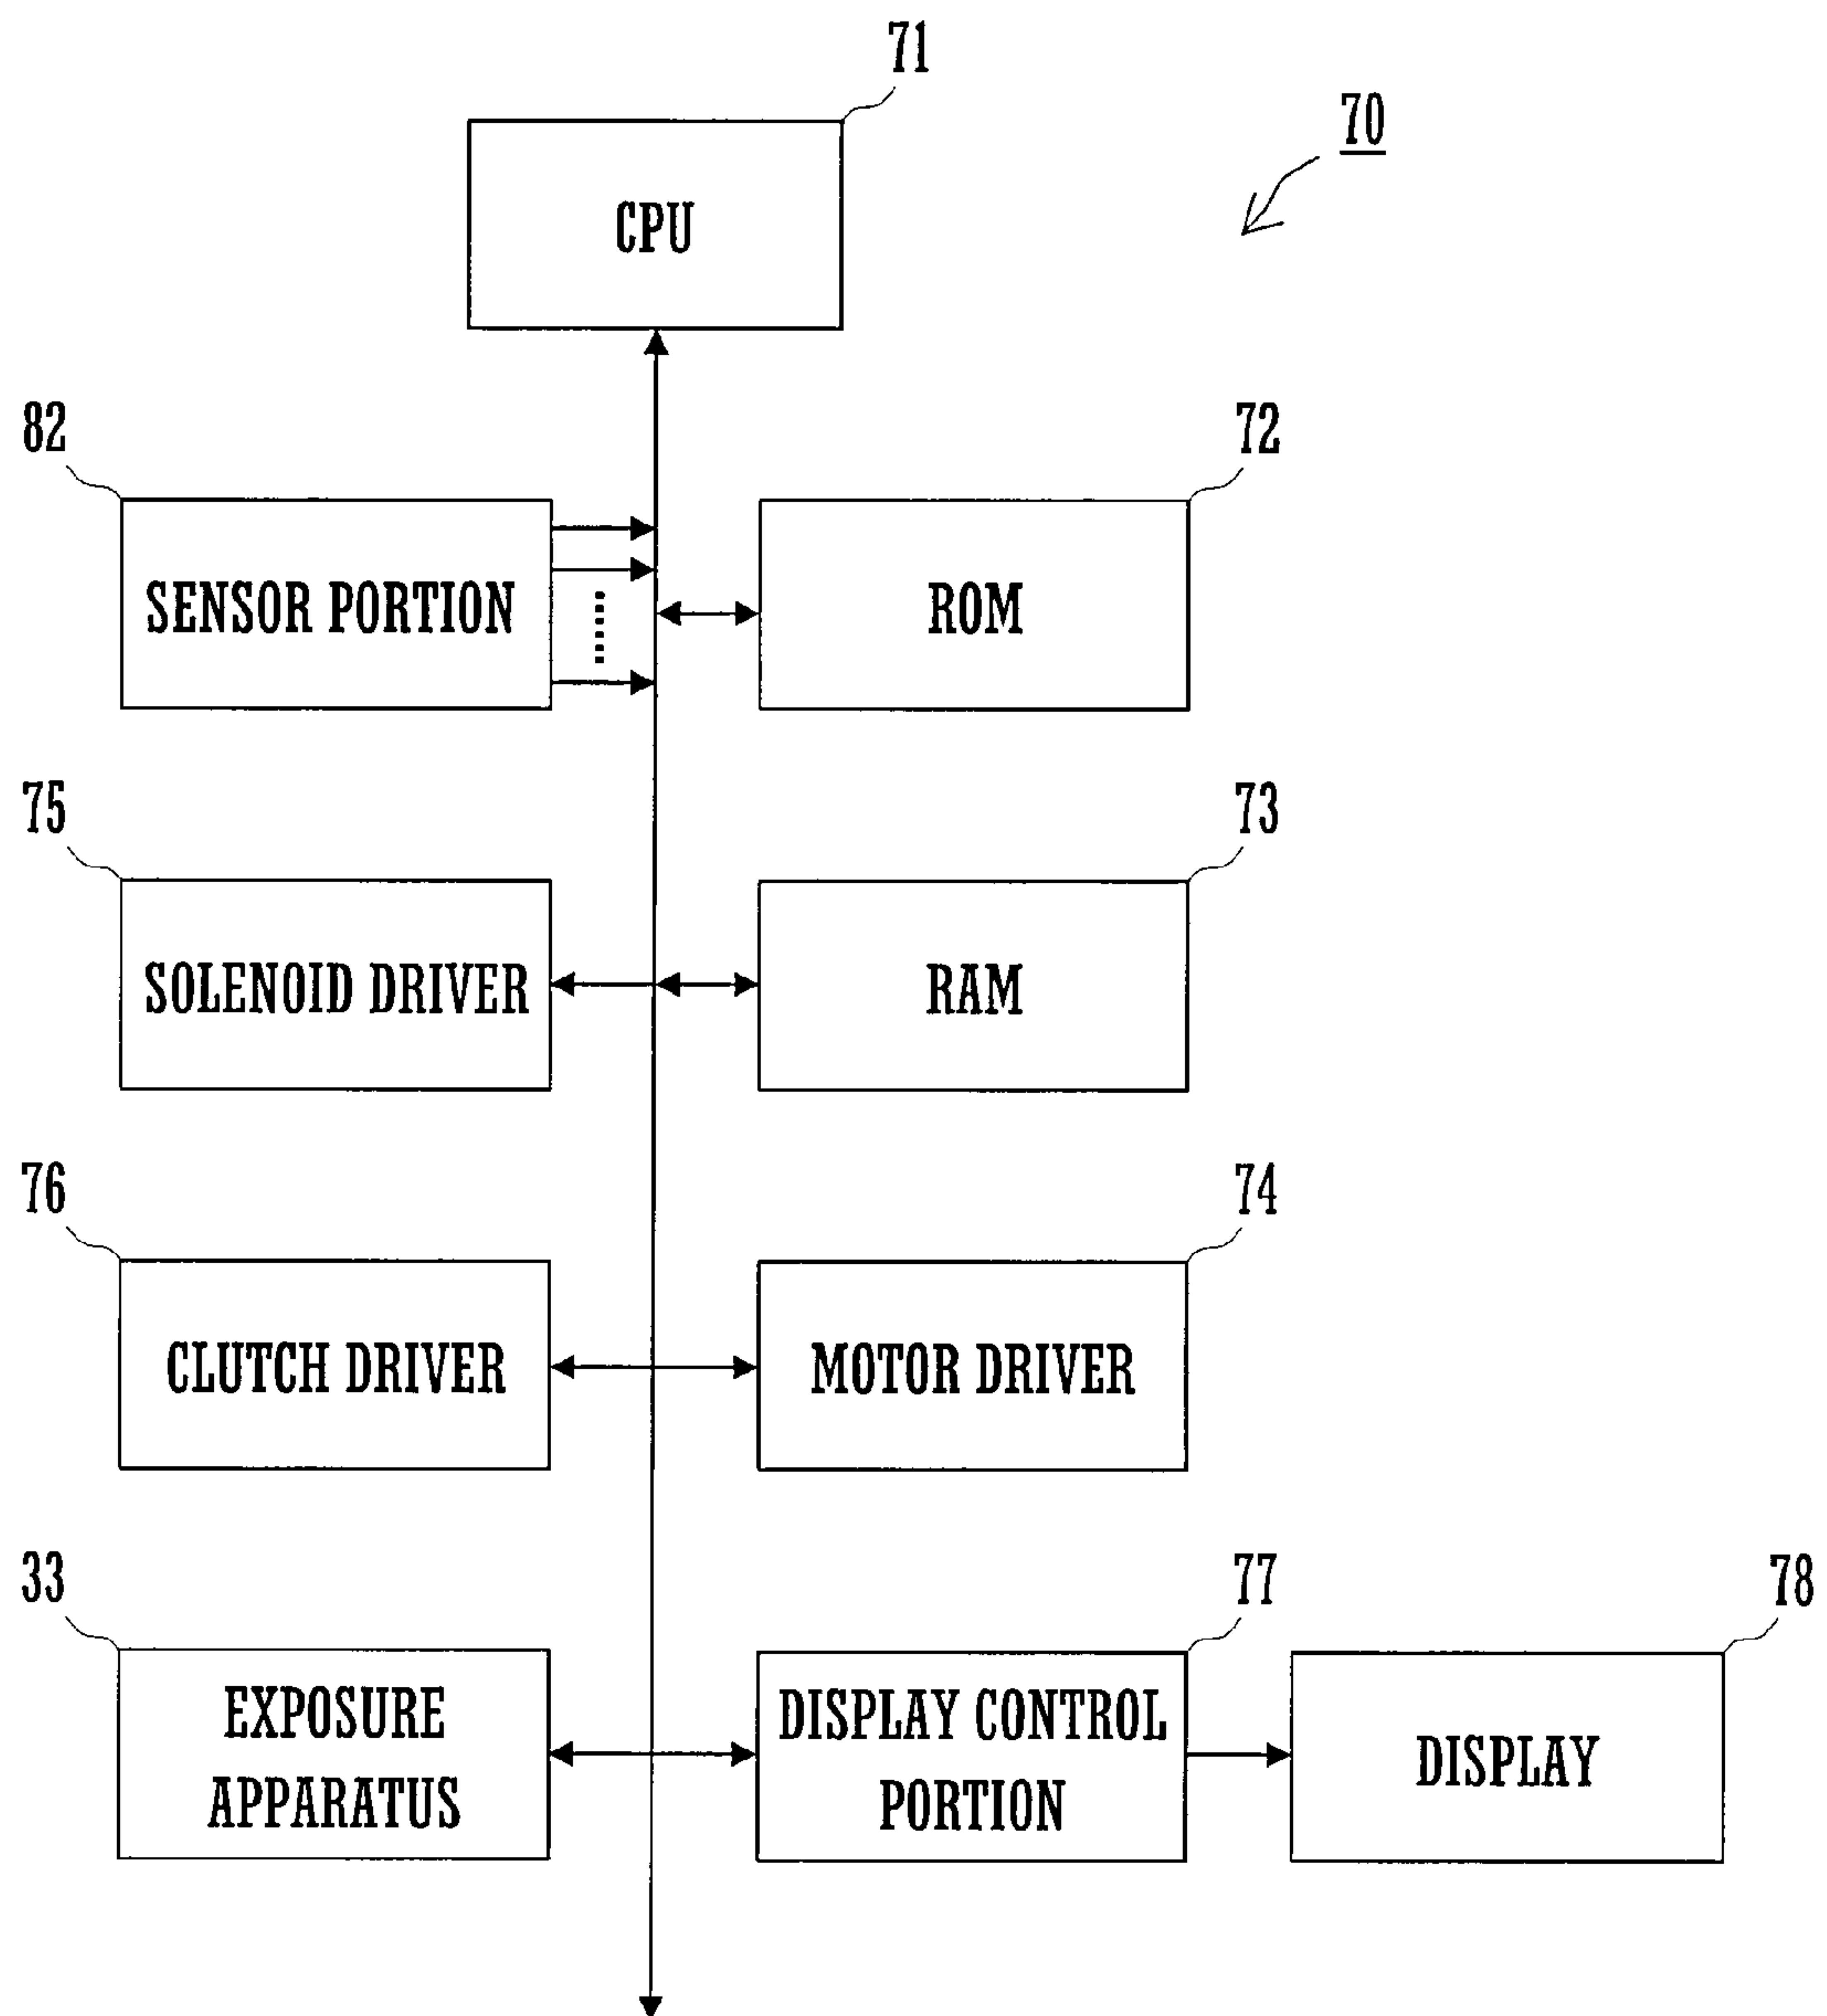 71
70
CPU
82
72
SENSOR PORTION
ROM
75
73
SOLENOID DRIVER
RAM
76
74
CLUTCH DRIVER
MOTOR DRIVER
33
77
78
EXPOSURE
APPARATUS
DISPLAY CONTROL
PORTION
DISPLAY